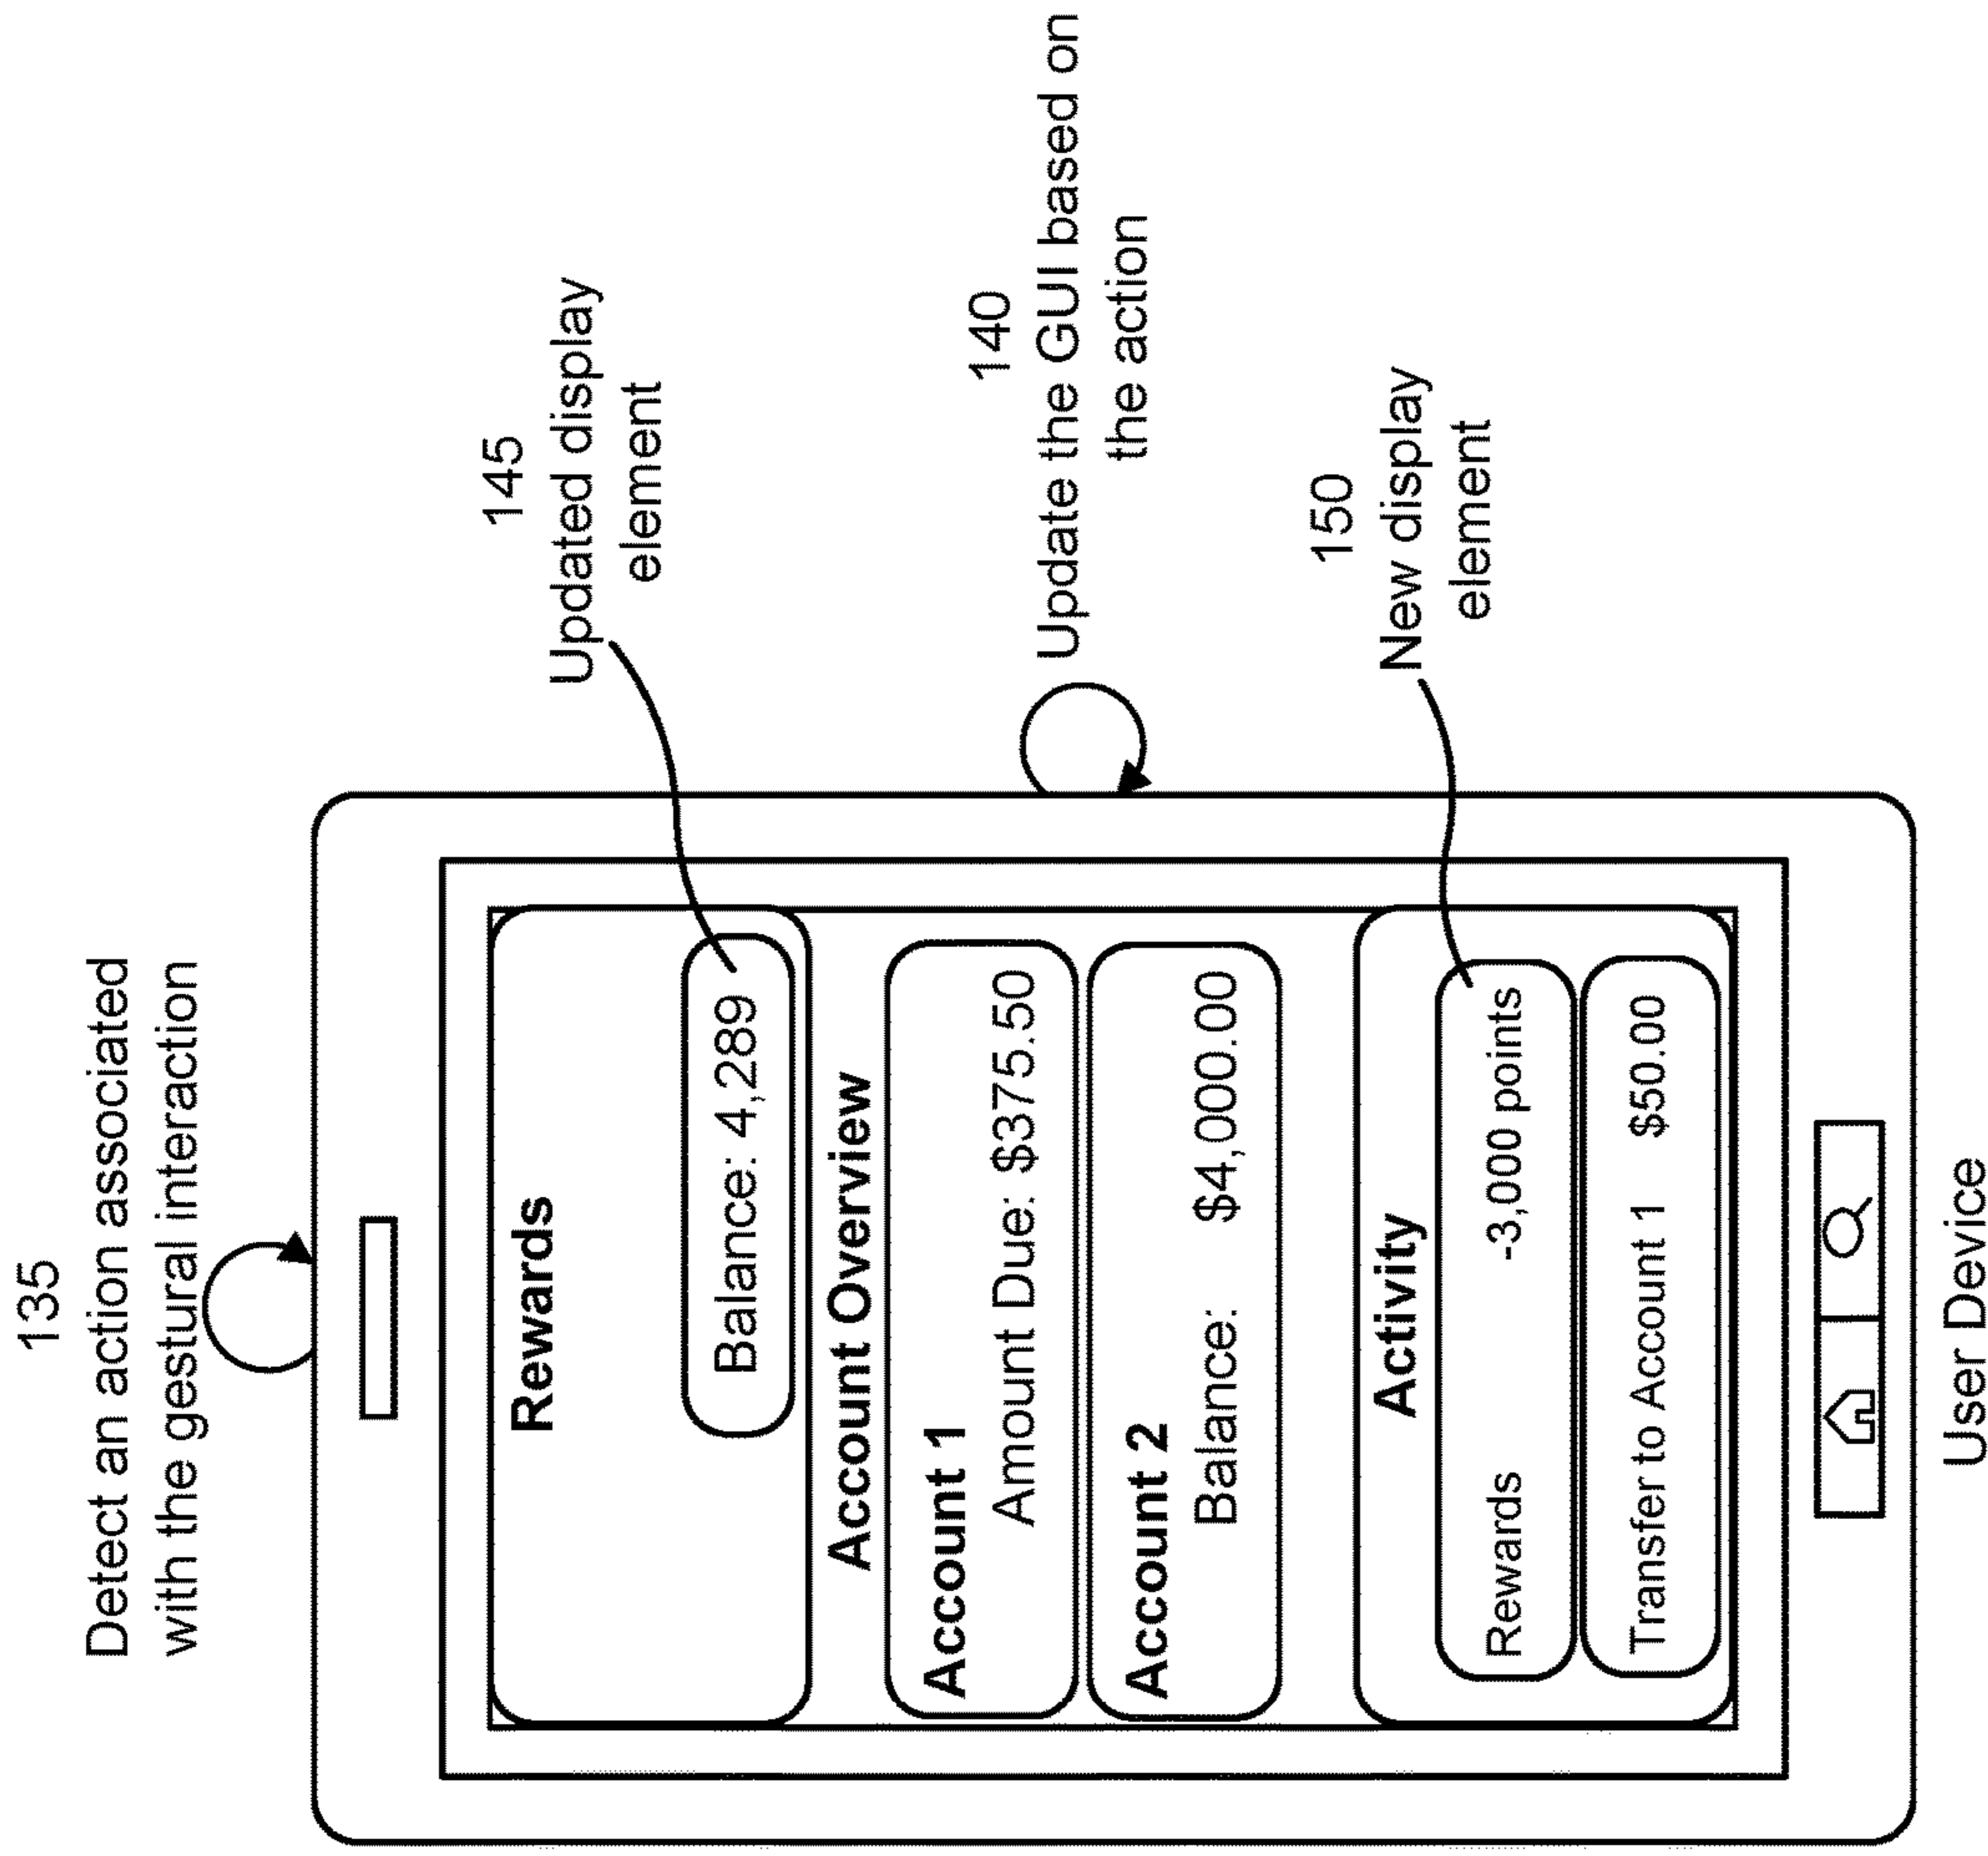 135
Detect an action associated
with the gestural interaction
Rewards
Balance: 4,289
145
Updated display
element
Account Overview
Account 1
Amount Due: $375.50
Account 2
Balance: $4,000.00
140
Update the GUI based on
the action
Activity
Rewards -3,000 points
Transfer to Account 1 $50.00
150
New display
element
User Device